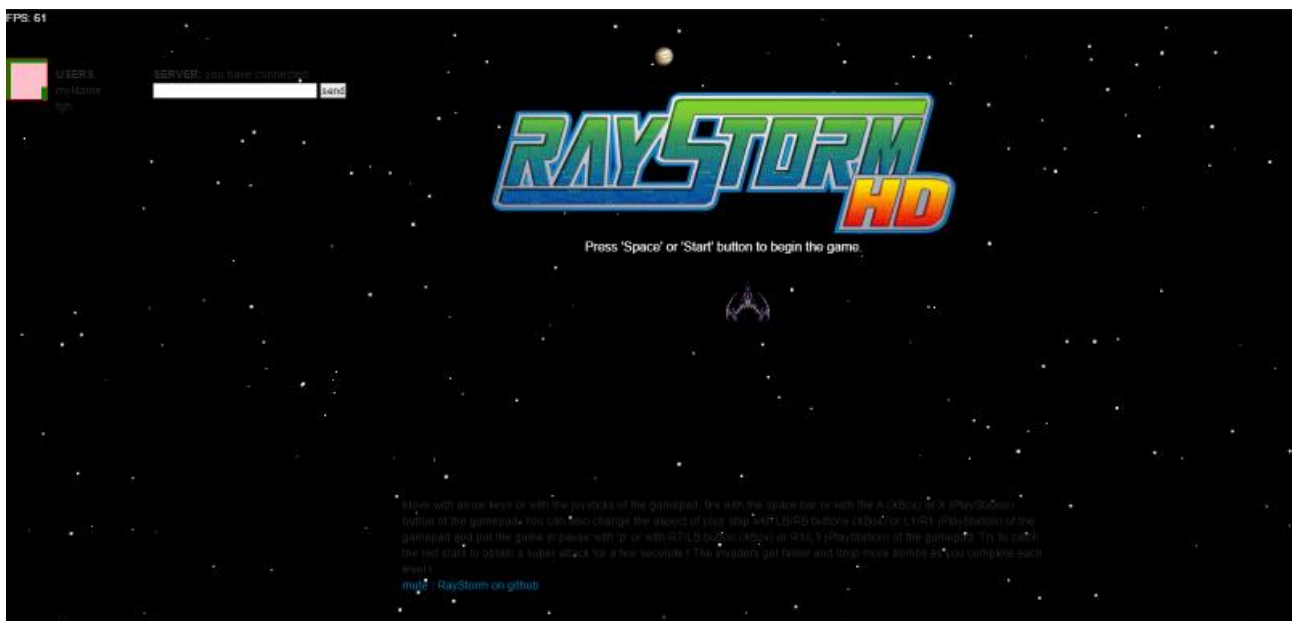 FPS: 61
USERS
myName
SERVER: you have connected
send
RAYSTORM
HD
Press 'Space' or 'Start' button to begin the game.
Move with arrow keys or with the joysticks of the gamepad, fire with the space bar or with the A (XBox) or X (PlayStation)
button of the gamepad. You can also change the aspect of your ship with LB/RB buttons (XBox) or L1/R1 (PlayStation) of the
gamepad and put the game in pause with 'p' or with RT/LB button (XBox) or R1/L1 (PlayStation) of the gamepad. Try to catch
the red stars to obtain a super attack for a few seconds ! The invaders get faster and drop more bombs as you complete each
level !
mute | RayStorm on github